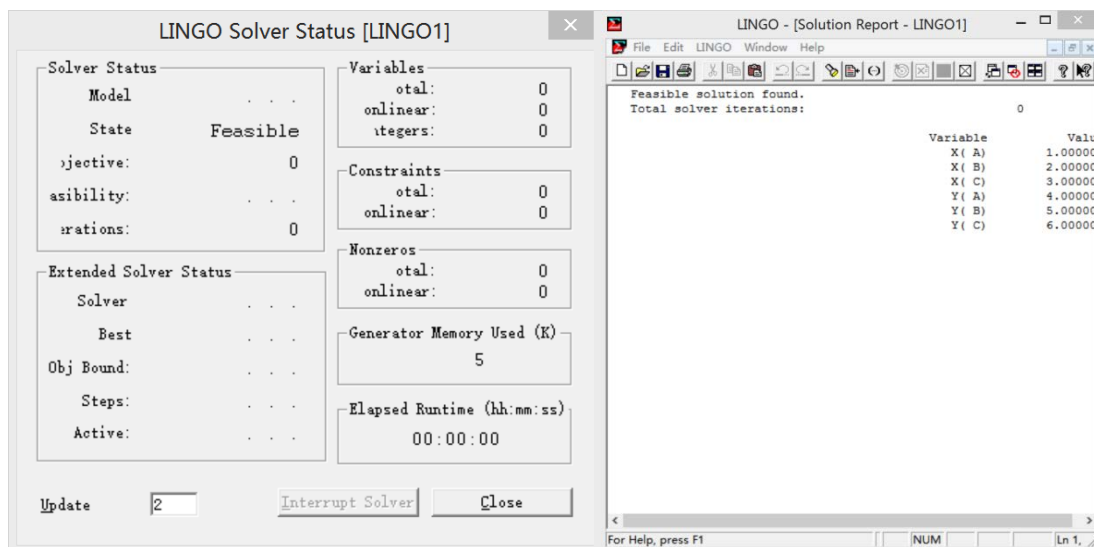 LINGO Solver Status [LINGO1]
Solver Status
Model . . .
State Feasible
ojective: 0
asibility: . . .
erations: 0
Extended Solver Status
Solver . . .
Best . . .
Obj Bound: . . .
Steps: . . .
Active: . . .
Variables
otal: 0
onlinear: 0
ntegers: 0
Constraints
otal: 0
onlinear: 0
Nonzeros
otal: 0
onlinear: 0
Generator Memory Used (K)
5
Elapsed Runtime (hh:mm:ss)
00:00:00
Update 2 Interrupt Solver Close
LINGO - [Solution Report - LINGO1]
File Edit LINGO Window Help
Feasible solution found.
Total solver iterations: 0
Variable Valu
X( A) 1.00000
X( B) 2.00000
X( C) 3.00000
Y( A) 4.00000
Y( B) 5.00000
Y( C) 6.00000
For Help, press F1 NUM Ln 1,